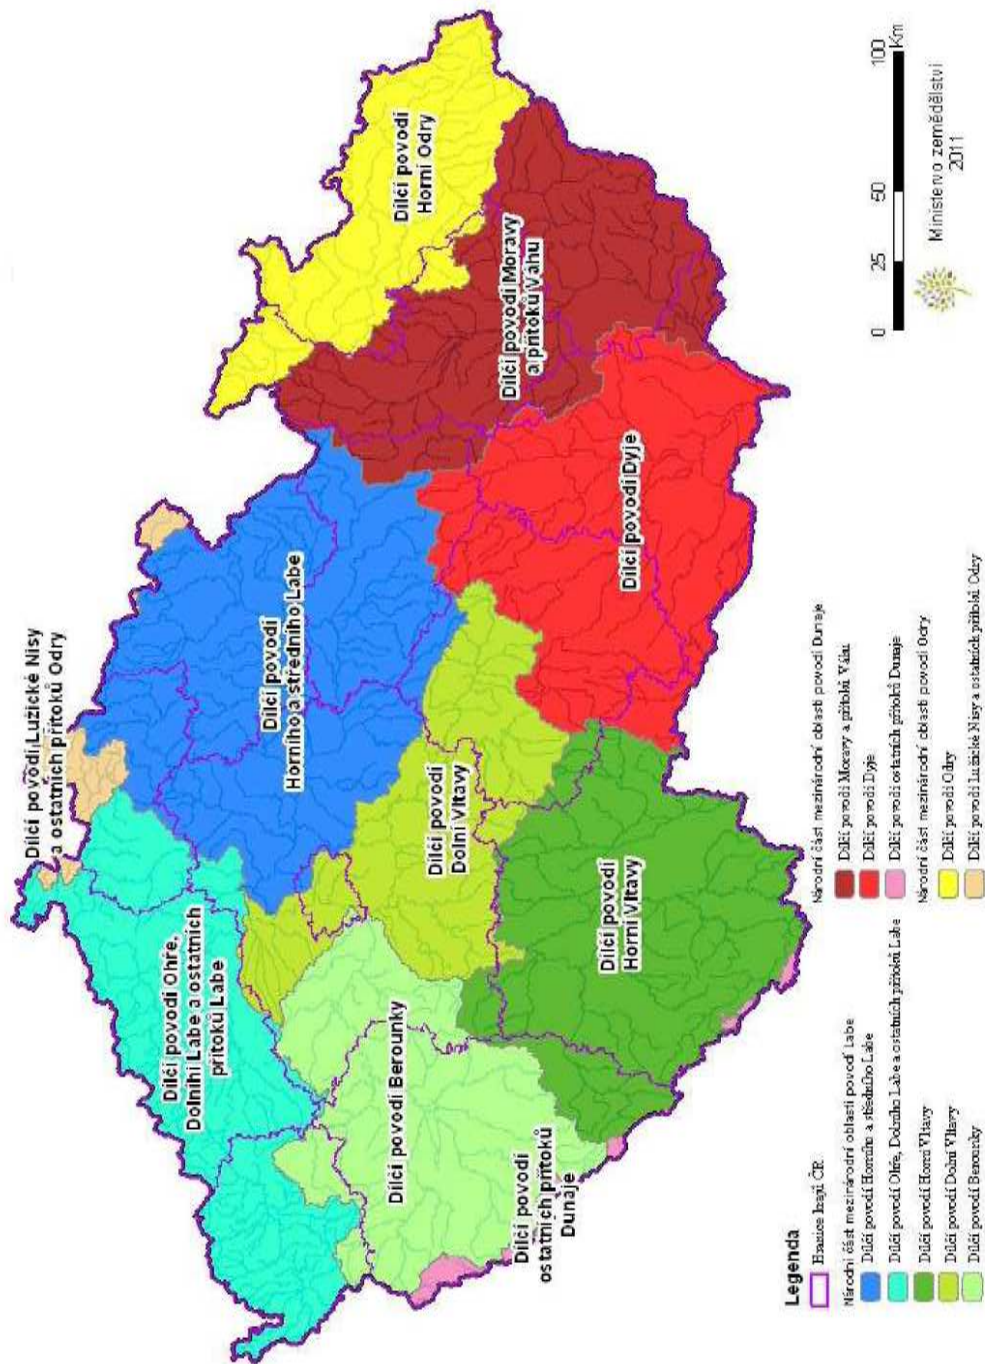 Dílčí povodí Lužické Nisy
a ostatních přítoků Odry
Dílčí povodí Ohře,
Dolního Labe a ostatních
přítoků Labe
Dílčí povodí
Horního a středního Labe
Dílčí povodí
Horní Odry
Dílčí povodí Berounky
Dílčí povodí
Dolní Vltavy
Dílčí povodí Moravy
a přítoků Váhu
Dílčí povodí
ostatních přítoků
Dunaje
Dílčí povodí
Horní Vltavy
Dílčí povodí Dyje
Legenda
Hranice krajů ČR
Národní část mezinárodní oblasti povodí Labe
Dílčí povodí Horního a středního Labe
Dílčí povodí Ohře, Dolního Labe a ostatních přítoků Labe
Dílčí povodí Horní Vltavy
Dílčí povodí Dolní Vltavy
Dílčí povodí Berounky
Národní část mezinárodní oblasti povodí Dunaje
Dílčí povodí Moravy a přítoků Váhu
Dílčí povodí Dyje
Dílčí povodí ostatních přítoků Dunaje
Národní část mezinárodní oblasti povodí Odry
Dílčí povodí Odry
Dílčí povodí Lužické Nisy a ostatních přítoků Odry
0 25 50 100
Km
Ministerstvo zemědělství
2011